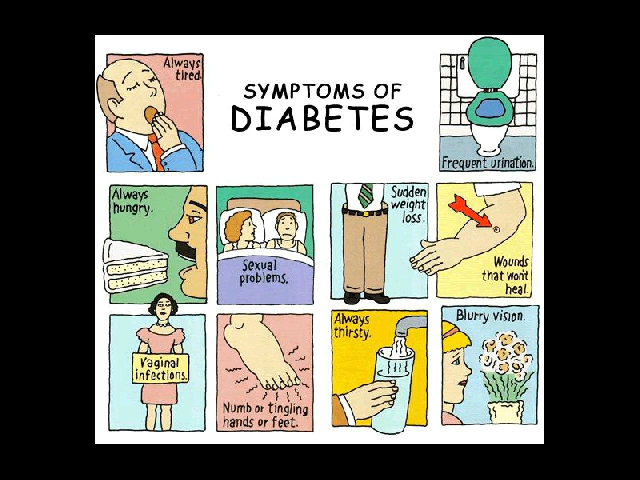 Always
tired.
SYMPTOMS OF
DIABETES
Frequent urination.
Always
hungry.
Sexual
problems.
Sudden
weight
loss.
Wounds
that won't
heal.
Vaginal
infections.
Numb or tingling
hands or feet.
Always
thirsty.
Blurry vision.